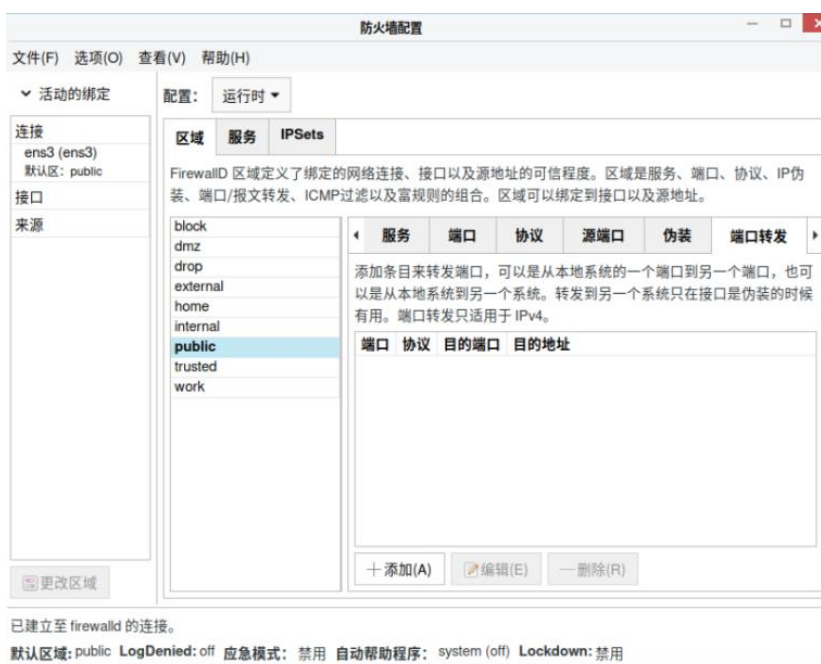 防火墙配置
文件(F) 选项(O) 查看(V) 帮助(H)
活动的绑定
配置： 运行时
连接
ens3 (ens3)
默认区：public
接口
来源
更改区域
区域 服务 IPSets
FirewallD 区域定义了绑定的网络连接、接口以及源地址的可信程度。区域是服务、端口、协议、IP伪
装、端口/报文转发、ICMP过滤以及富规则的组合。区域可以绑定到接口以及源地址。
block
dmz
drop
external
home
internal
public
trusted
work
服务 端口 协议 源端口 伪装 端口转发
添加条目来转发端口，可以是从本地系统的一个端口到另一个端口，也可
以是从本地系统到另一个系统。转发到另一个系统只在接口是伪装的时候
有用。端口转发只适用于 IPv4。
端口 协议 目的端口 目的地址
添加(A) 编辑(E) 删除(R)
已建立至 firewalld 的连接。
默认区域: public LogDenied: off 应急模式： 禁用 自动帮助程序： system (off) Lockdown: 禁用